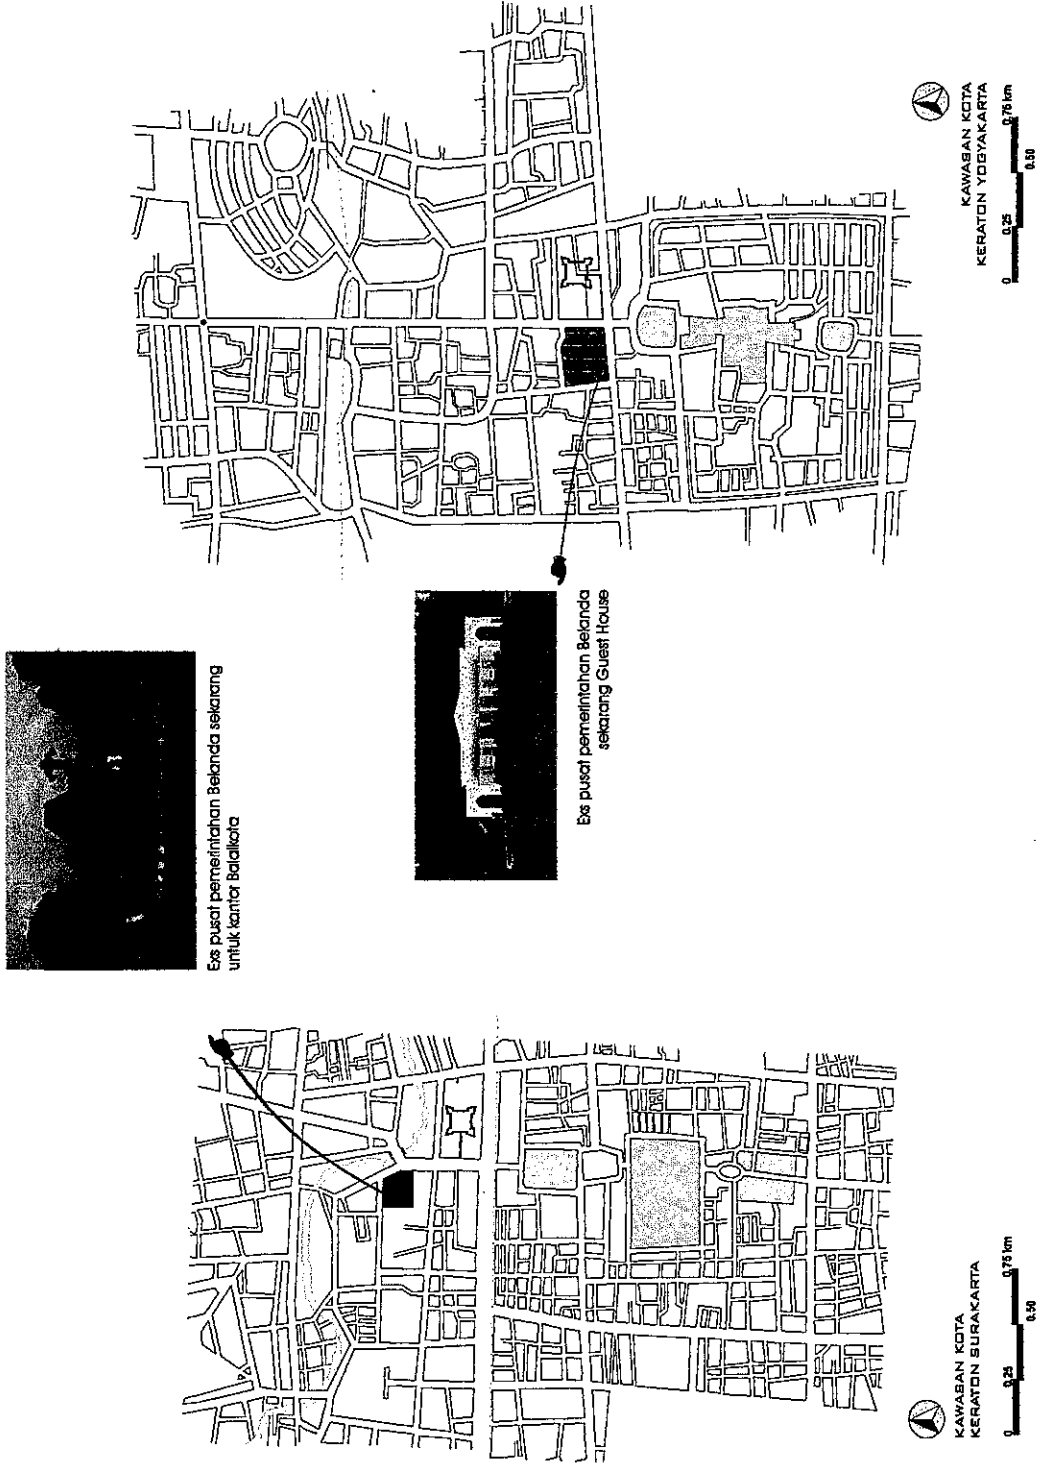 Exs pusat pemerintahan Belanda sekarang
untuk kantor Balaikota
Exs pusat pemerintahan Belanda
sekarang Guest House
KAWASAN KOTA
KERATON SURAKARTA
0 0,25 0,75 km
0.50
KAWASAN KOTA
KERATON YOGYAKARTA
0 0.25 0,75 km
0.50